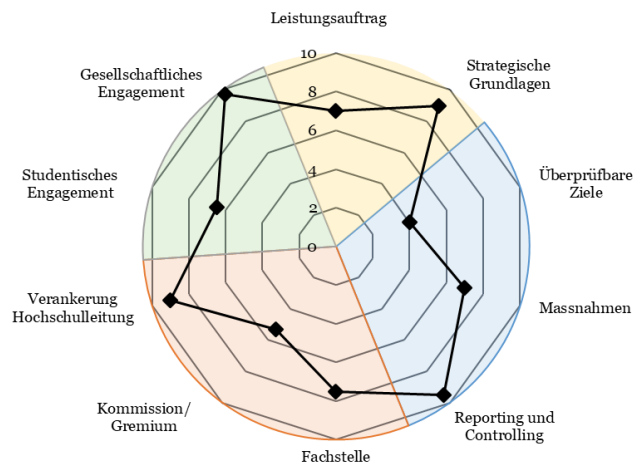 Leistungsauftrag
Strategische
Grundlagen
Überprüfbare
Ziele
Massnahmen
Reporting und
Controlling
Fachstelle
Kommission/
Gremium
Verankerung
Hochschulleitung
Studentisches
Engagement
Gesellschaftliches
Engagement
10
8
6
4
2
0